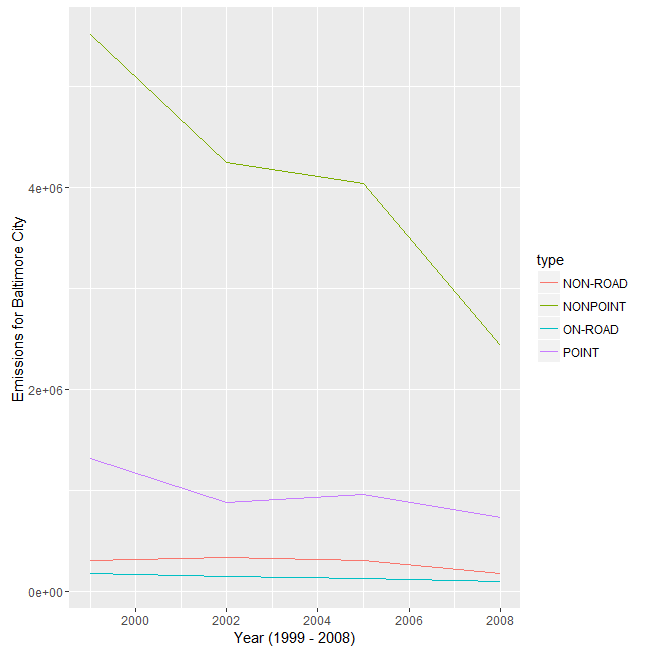 Emissions for Baltimore City
4e+06
2e+06
0e+00
2000 2002 2004 2006 2008
Year (1999 - 2008)
type
NON-ROAD
NONPOINT
ON-ROAD
POINT